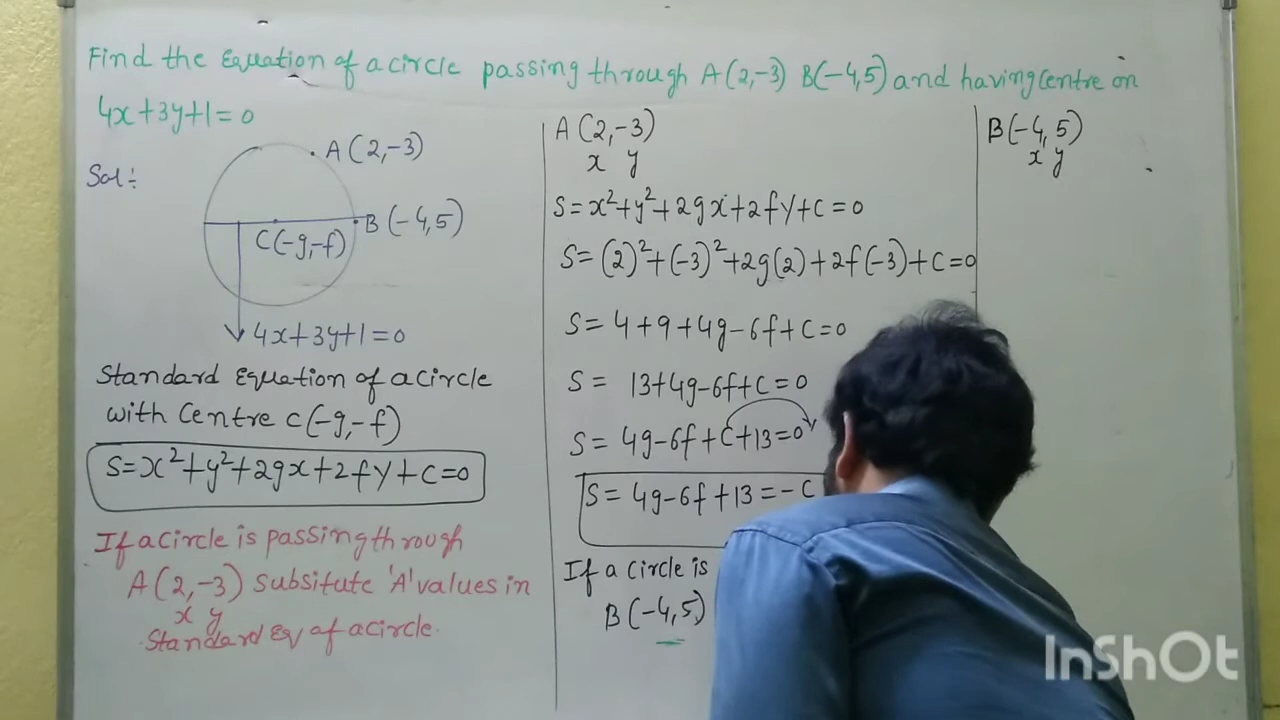 Find the Equation of a circle passing through A(2,-3) B(-4,5) and having Centre on
4x+3y+1=0
Sol:-
A(2,-3)
B(-4,5)
C(-g,-f)
4x+3y+1=0
Standard Equation of a Circle
with Centre C(-g,-f)
S=x²+y²+2gx+2fy+C=0
If a circle is passing through
A(2,-3) subsitute 'A' values in
x y
Standard Eq of a circle.
A(2,-3)
x y
S=x²+y²+2gx+2fy+C=0
S=(2)²+(-3)²+2g(2)+2f(-3)+C=0
S=4+9+4g-6f+C=0
S= 13+4g-6f+C=0
S= 4g-6f+C+13=0
S= 4g-6f+13=-C
If a circle is
B(-4,5)
B(-4,5)
x y
InShOt